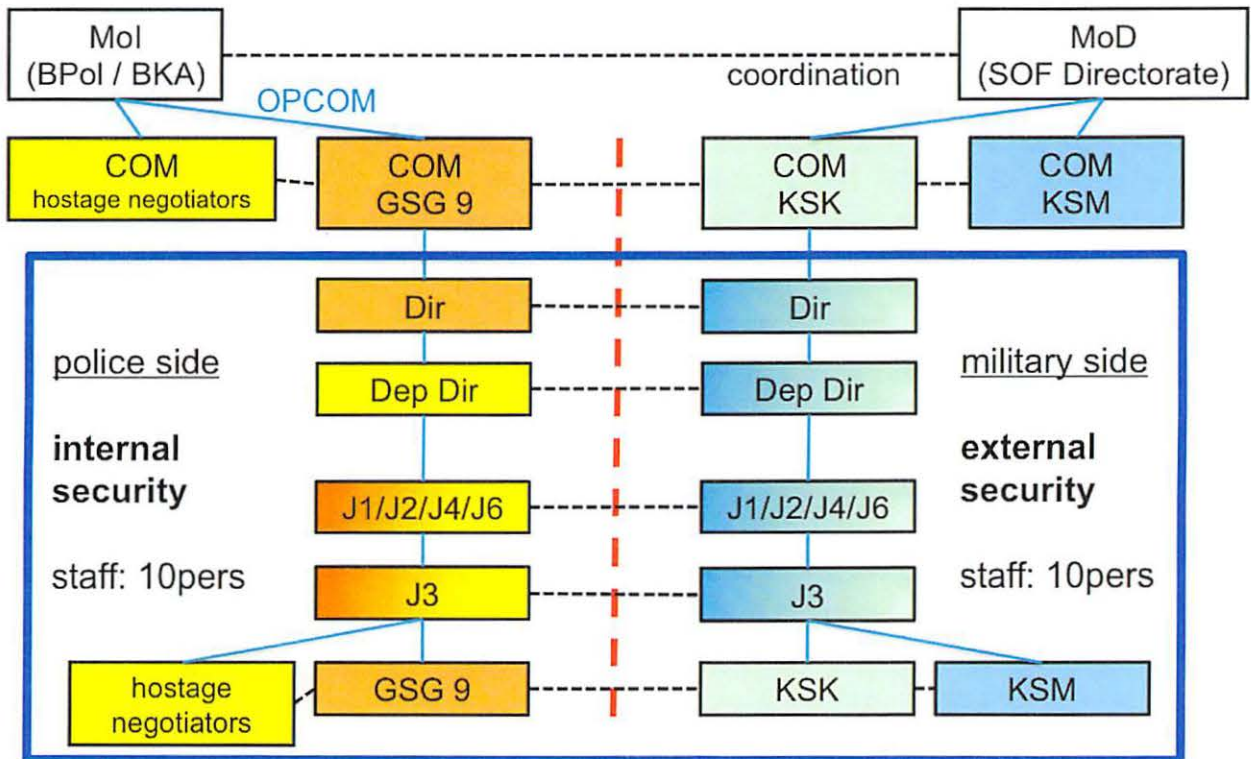 MoI
(BPol / BKA)
MoD
(SOF Directorate)
coordination
OPCOM
COM
hostage negotiators
COM
GSG 9
COM
KSK
COM
KSM
Dir
Dir
police side
military side
Dep Dir
Dep Dir
internal
security
external
security
J1/J2/J4/J6
J1/J2/J4/J6
staff: 10pers
staff: 10pers
J3
J3
hostage
negotiators
GSG 9
KSK
KSM